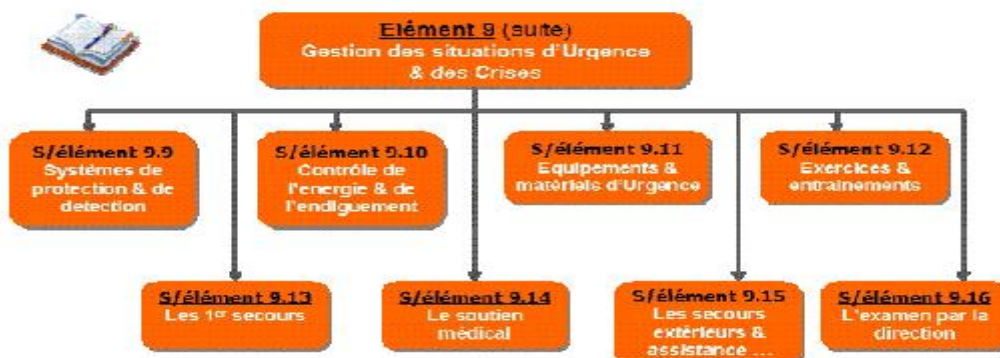 Elément 9 (suite)
Gestion des situations d'Urgence
& des Crises
S/élément 9.9
Systémes de
protection & de
detection
S/élément 9.10
Contrôle de
l'energie & de
l'endiguement
S/élément 9.11
Equipements &
matériels d'Urgence
S/élément 9.12
Exercices &
entrainements
S/élément 9.13
Les 1er secours
S/élément 9.14
Le soutien
médical
S/élément 9.15
Les secours
extérieurs &
assistance ...
S/élément 9.16
L'examen par la
direction